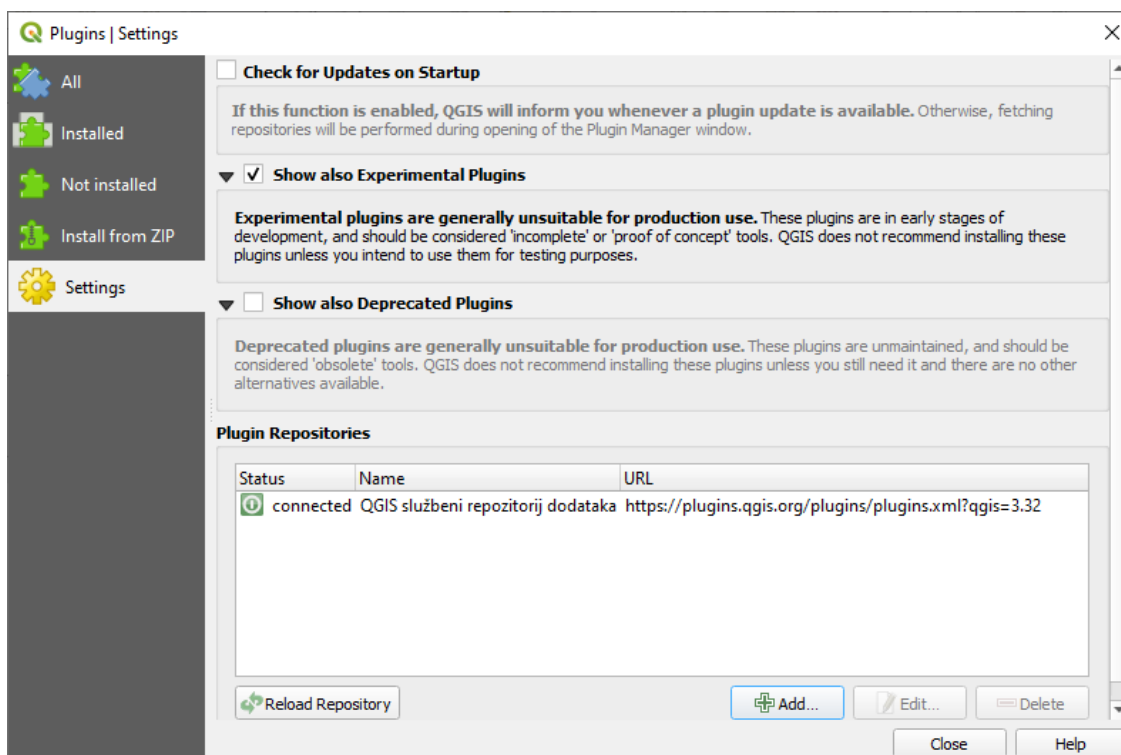 Plugins | Settings
All
Installed
Not installed
Install from ZIP
Settings
Check for Updates on Startup
If this function is enabled, QGIS will inform you whenever a plugin update is available. Otherwise, fetching
repositories will be performed during opening of the Plugin Manager window.
Show also Experimental Plugins
Experimental plugins are generally unsuitable for production use. These plugins are in early stages of
development, and should be considered 'incomplete' or 'proof of concept' tools. QGIS does not recommend installing these
plugins unless you intend to use them for testing purposes.
Show also Deprecated Plugins
Deprecated plugins are generally unsuitable for production use. These plugins are unmaintained, and should be
considered 'obsolete' tools. QGIS does not recommend installing these plugins unless you still need it and there are no other
alternatives available.
Plugin Repositories
Status Name URL
connected QGIS službeni repozitorij dodataka https://plugins.qgis.org/plugins/plugins.xml?qgis=3.32
Reload Repository Add... Edit... Delete
Close Help